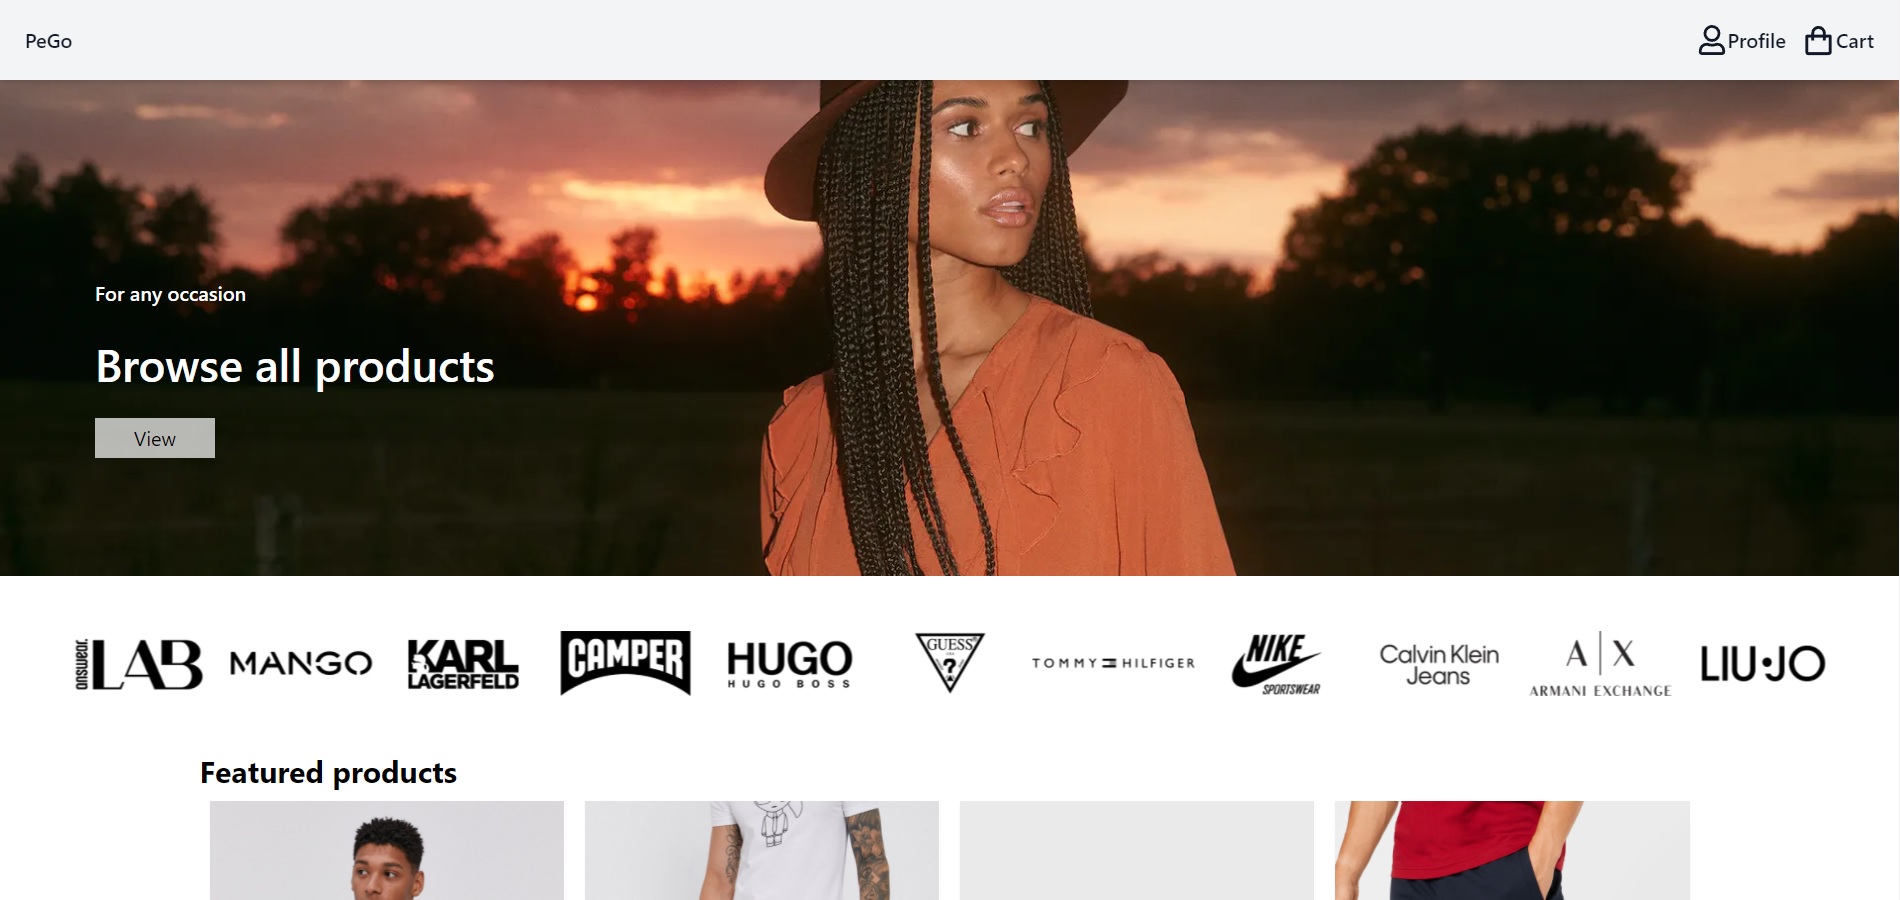 PeGo
Profile
Cart
For any occasion
Browse all products
View
answear.
LAB
MANGO
KARL
LAGERFELD
CAMPER
HUGO
HUGO BOSS
GUESS
?
TOMMY HILFIGER
NIKE
SPORTSWEAR
Calvin Klein
Jeans
A|X
ARMANI EXCHANGE
LIU·JO
Featured products